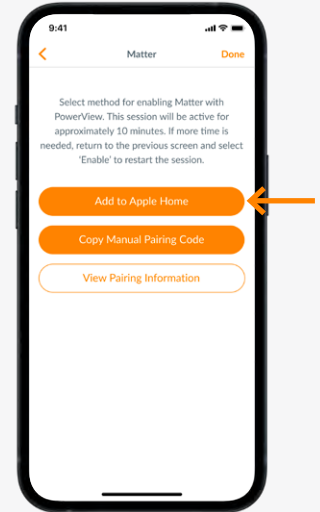 9:41
Matter
Done
Select method for enabling Matter with
PowerView. This session will be active for
approximately 10 minutes. If more time is
needed, return to the previous screen and select
‘Enable’ to restart the session.
Add to Apple Home
Copy Manual Pairing Code
View Pairing Information